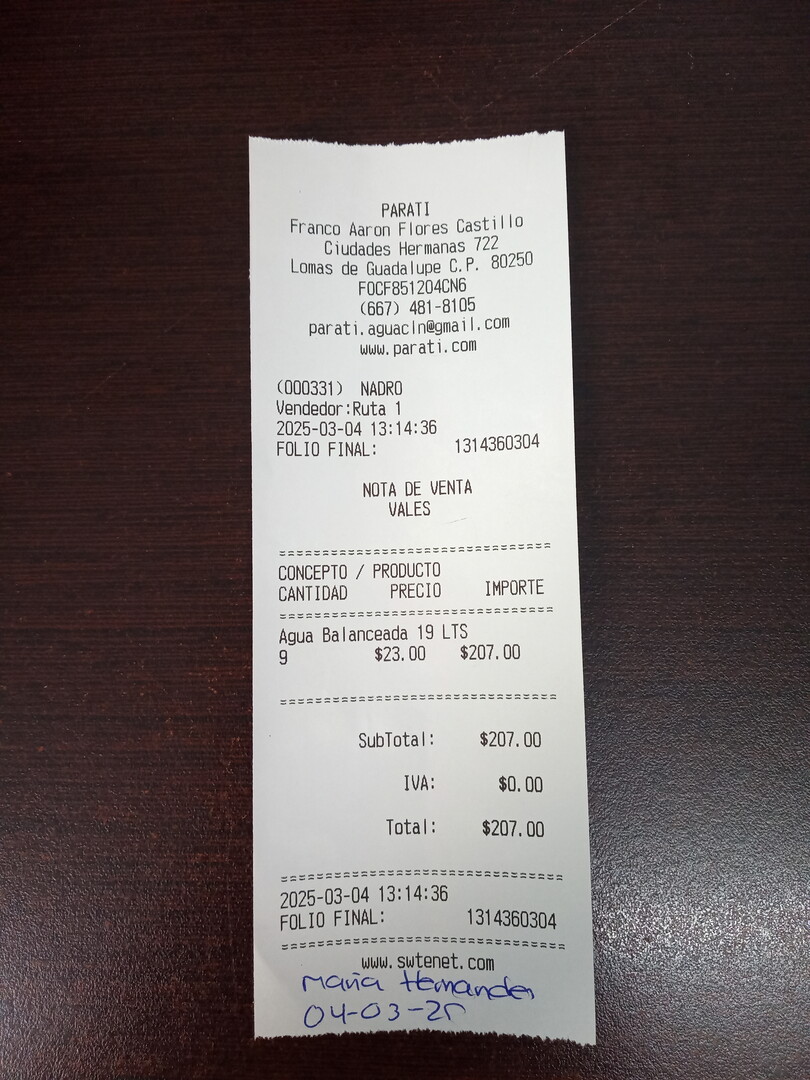 PARATI
Franco Aaron Flores Castillo
Ciudades Hermanas 722
Lomas de Guadalupe C.P. 80250
FOCF851204CN6
(667) 481-8105
parati.aguacln@gmail.com
www.parati.com
(000331) NADRO
Vendedor:Ruta 1
2025-03-04 13:14:36
FOLIO FINAL: 1314360304
NOTA DE VENTA
VALES
==================================
CONCEPTO / PRODUCTO
CANTIDAD PRECIO IMPORTE
==================================
Agua Balanceada 19 LTS
9 $23.00 $207.00
==================================
SubTotal: $207.00
IVA: $0.00
Total: $207.00
==================================
2025-03-04 13:14:36
FOLIO FINAL: 1314360304
==================================
www.swtenet.com
Maria Hernandez
04-03-25